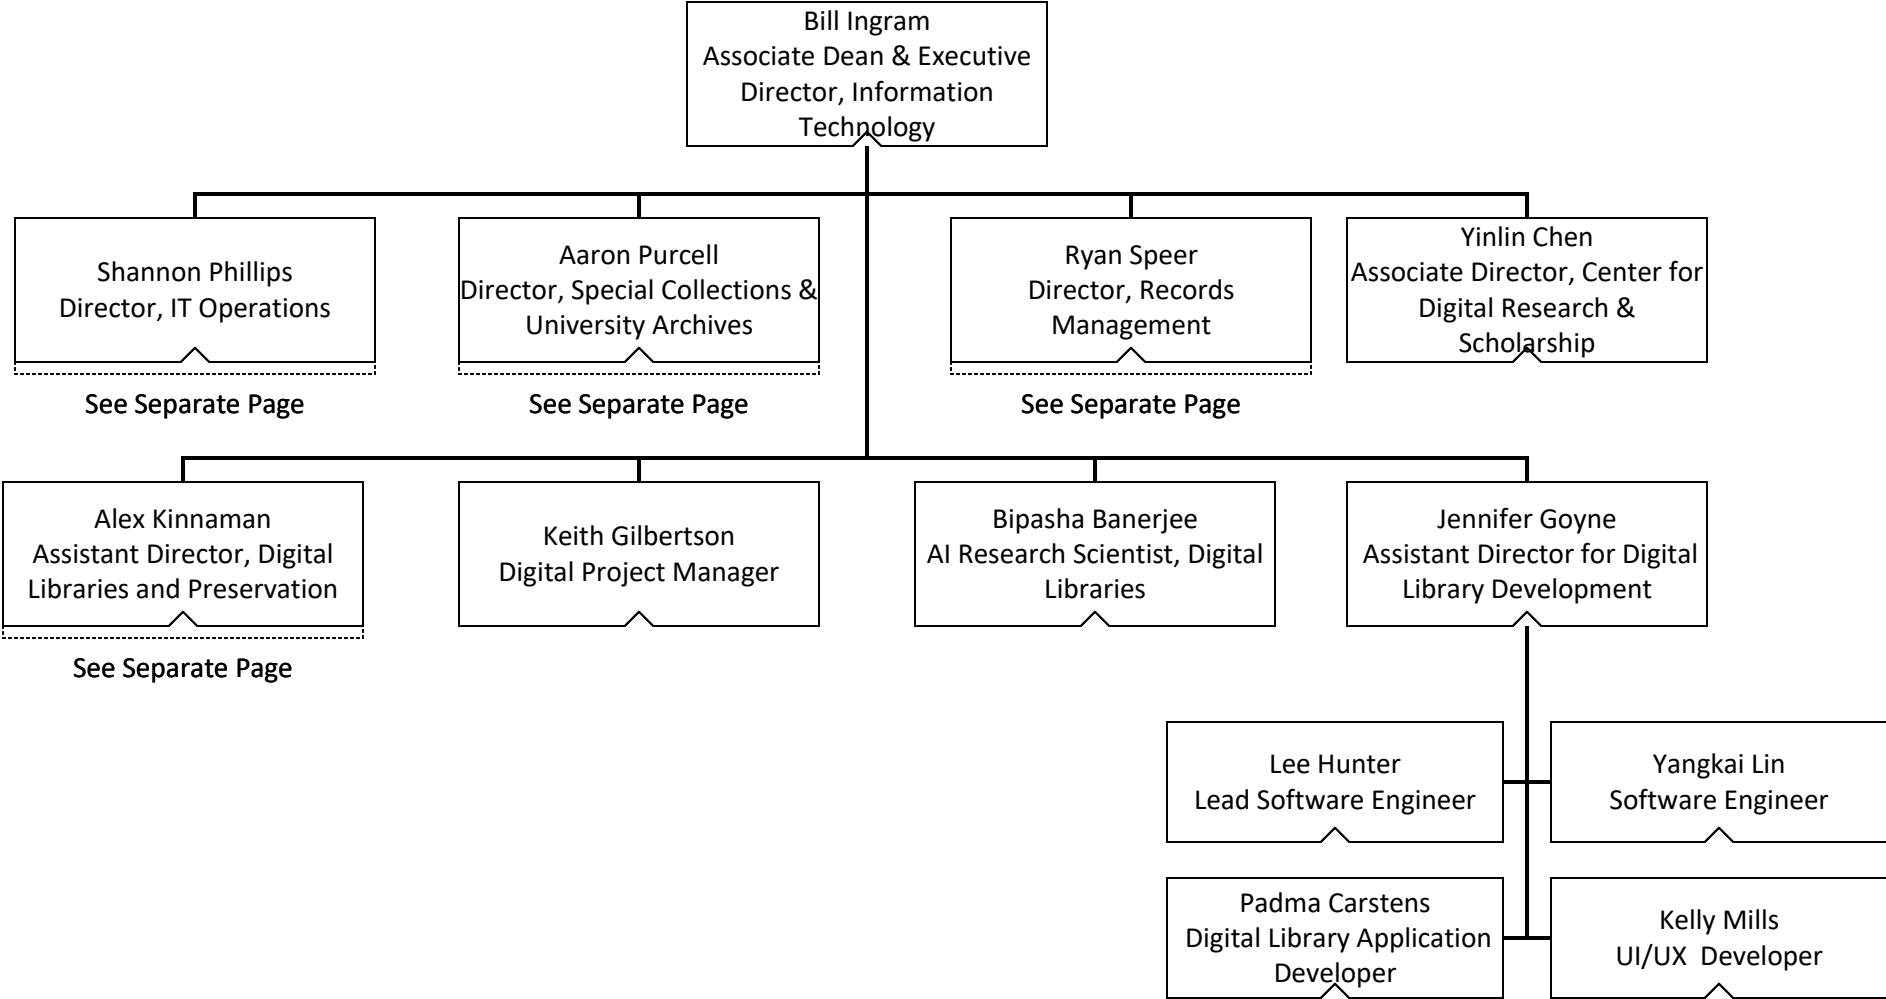 Bill Ingram
Associate Dean & Executive
Director, Information
Technology
Shannon Phillips
Director, IT Operations
See Separate Page
Aaron Purcell
Director, Special Collections &
University Archives
See Separate Page
Ryan Speer
Director, Records
Management
See Separate Page
Yinlin Chen
Associate Director, Center for
Digital Research &
Scholarship
Alex Kinnaman
Assistant Director, Digital
Libraries and Preservation
See Separate Page
Keith Gilbertson
Digital Project Manager
Bipasha Banerjee
AI Research Scientist, Digital
Libraries
Jennifer Goyne
Assistant Director for Digital
Library Development
Lee Hunter
Lead Software Engineer
Yangkai Lin
Software Engineer
Padma Carstens
Digital Library Application
Developer
Kelly Mills
UI/UX  Developer